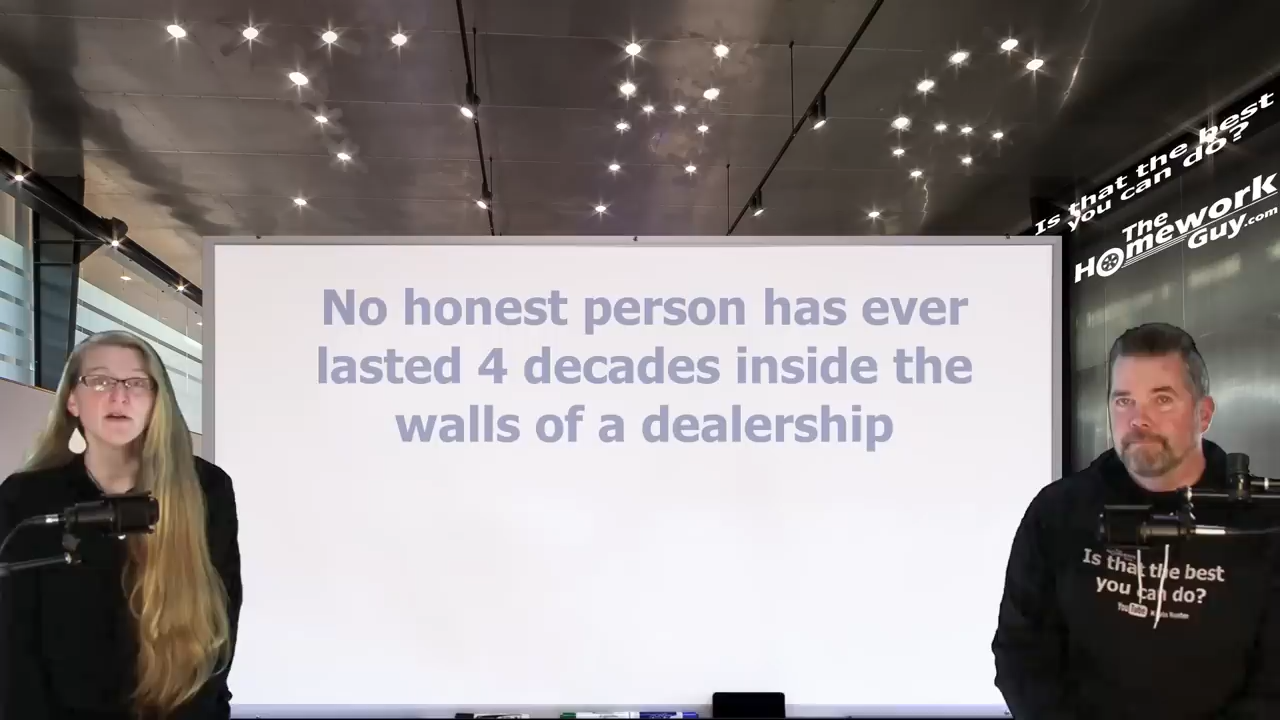 Is that the best
you can do?
The
Homework
Guy.com
No honest person has ever
lasted 4 decades inside the
walls of a dealership
Is that the best
you can do?
YouTube